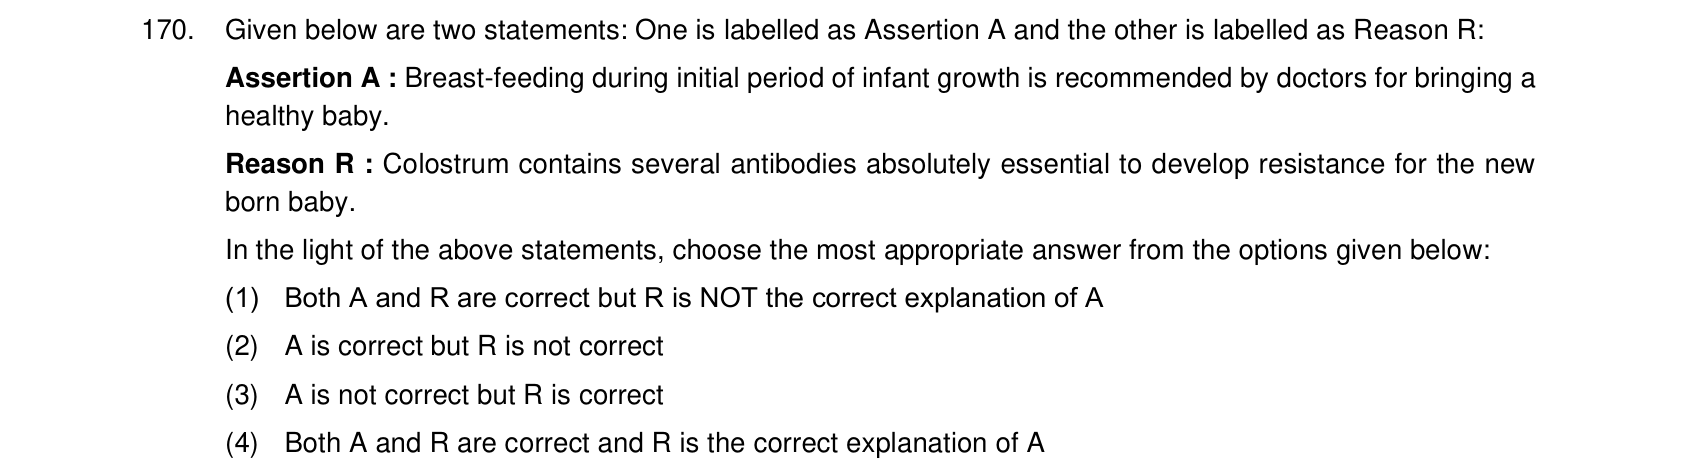 170. Given below are two statements: One is labelled as Assertion A and the other is labelled as Reason R:
Assertion A : Breast-feeding during initial period of infant growth is recommended by doctors for bringing a
healthy baby.
Reason R : Colostrum contains several antibodies absolutely essential to develop resistance for the new
born baby.
In the light of the above statements, choose the most appropriate answer from the options given below:
(1) Both A and R are correct but R is NOT the correct explanation of A
(2) A is correct but R is not correct
(3) A is not correct but R is correct
(4) Both A and R are correct and R is the correct explanation of A